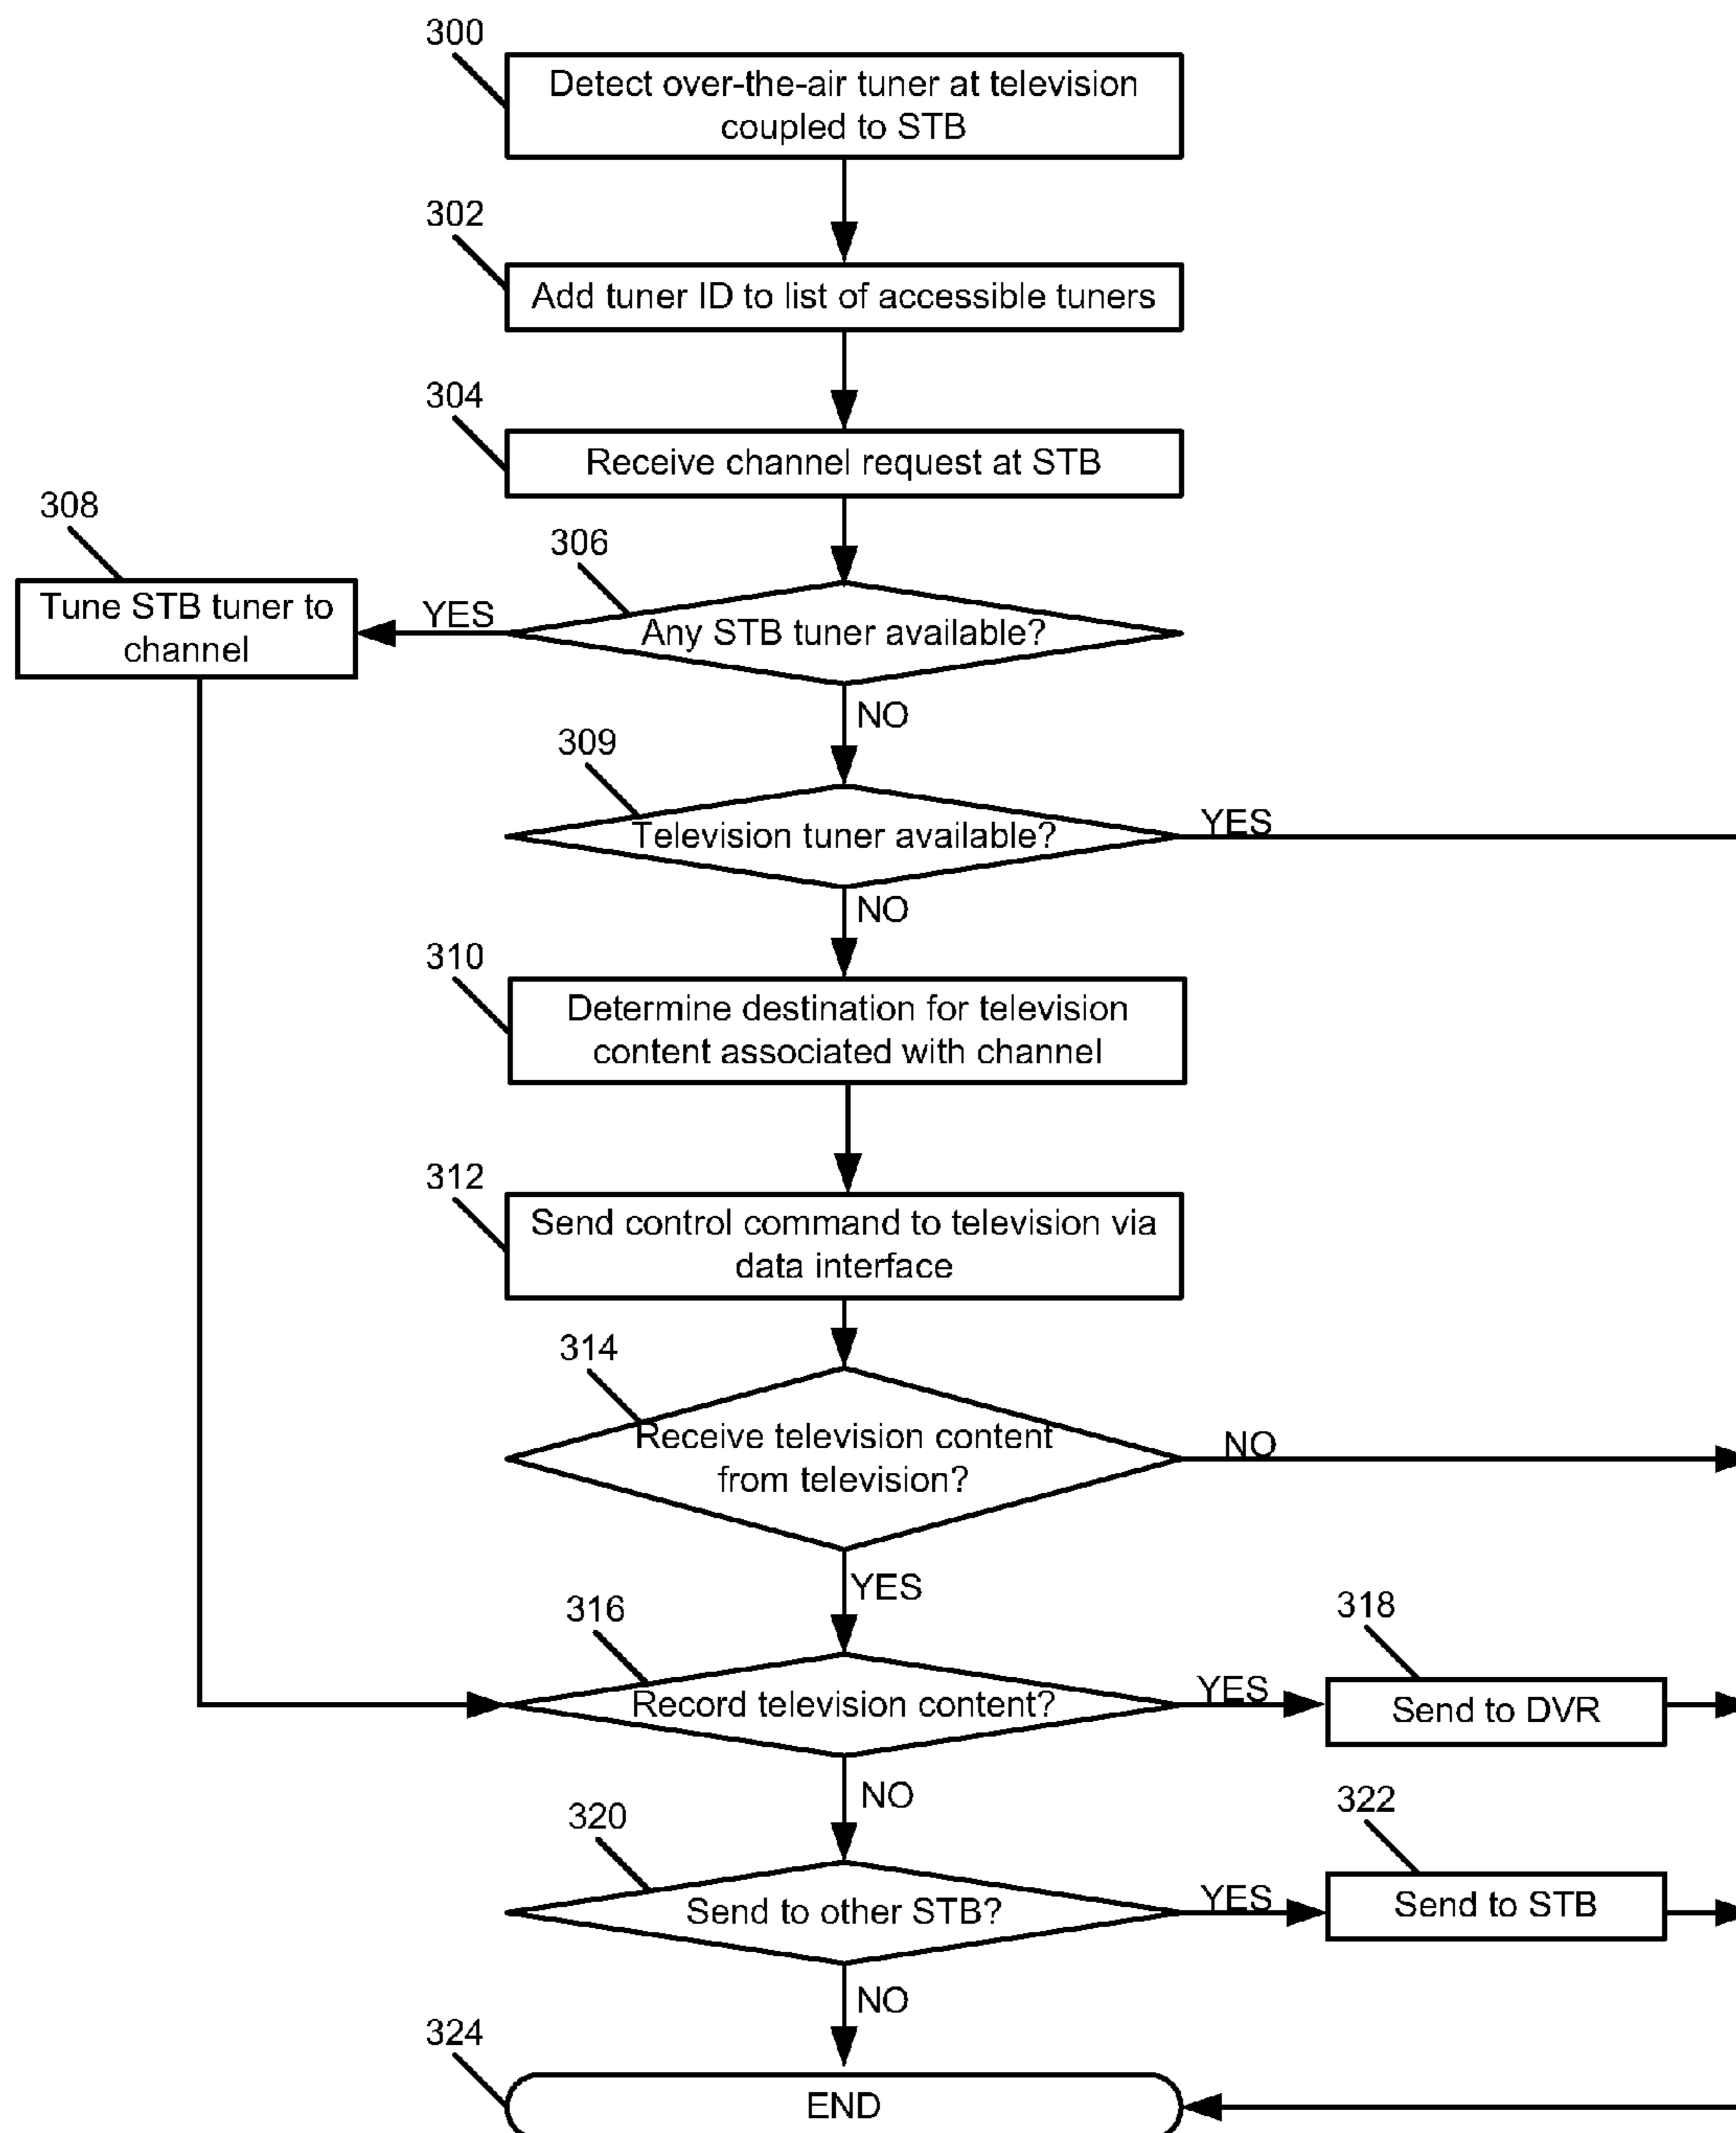 300
Detect over-the-air tuner at television
coupled to STB
302
Add tuner ID to list of accessible tuners
304
Receive channel request at STB
308
Tune STB tuner to
channel
306
YES
Any STB tuner available?
NO
309
Television tuner available?
YES
NO
310
Determine destination for television
content associated with channel
312
Send control command to television via
data interface
314
Receive television content
from television?
NO
YES
316
Record television content?
YES
318
Send to DVR
NO
320
Send to other STB?
YES
322
Send to STB
NO
324
END